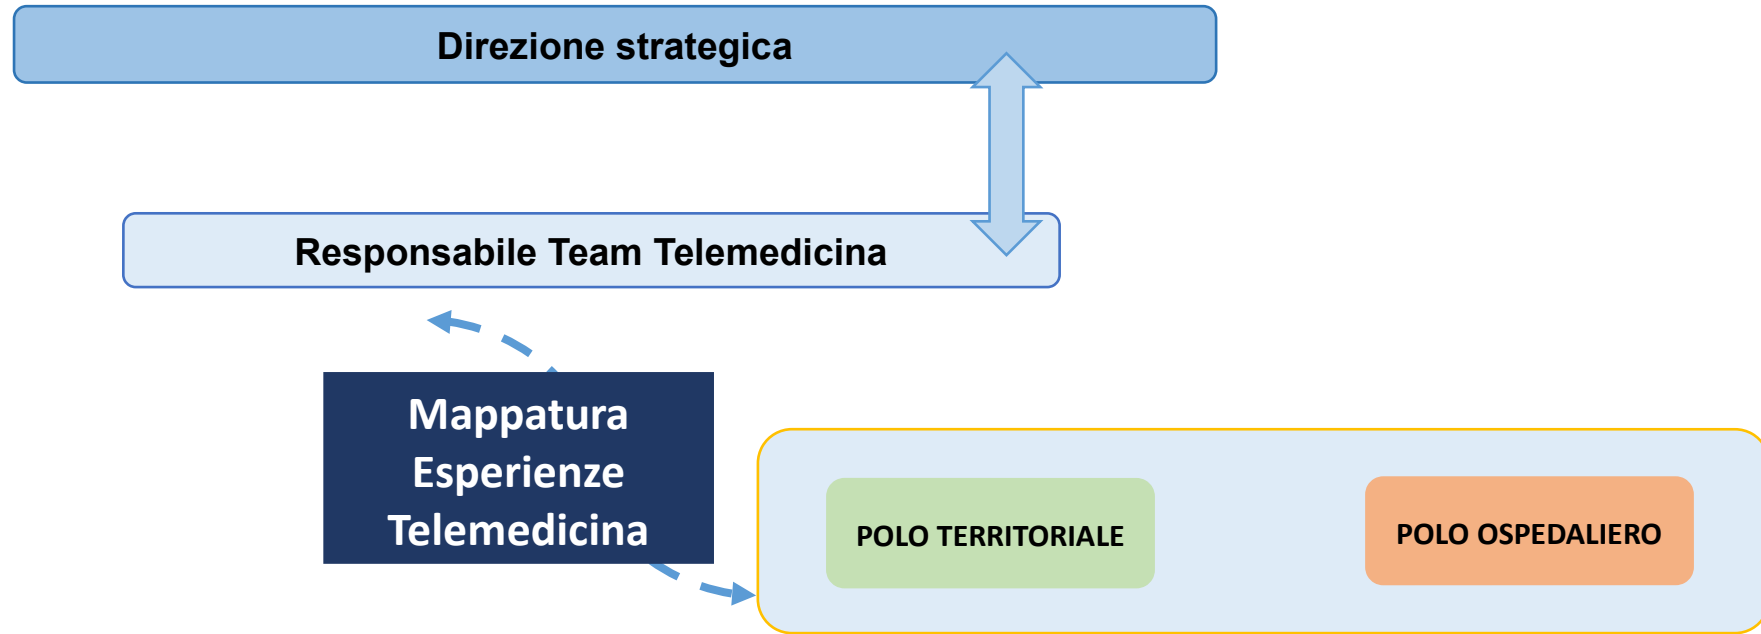 Direzione strategica
Responsabile Team Telemedicina
Mappatura
Esperienze
Telemedicina
POLO TERRITORIALE
POLO OSPEDALIERO